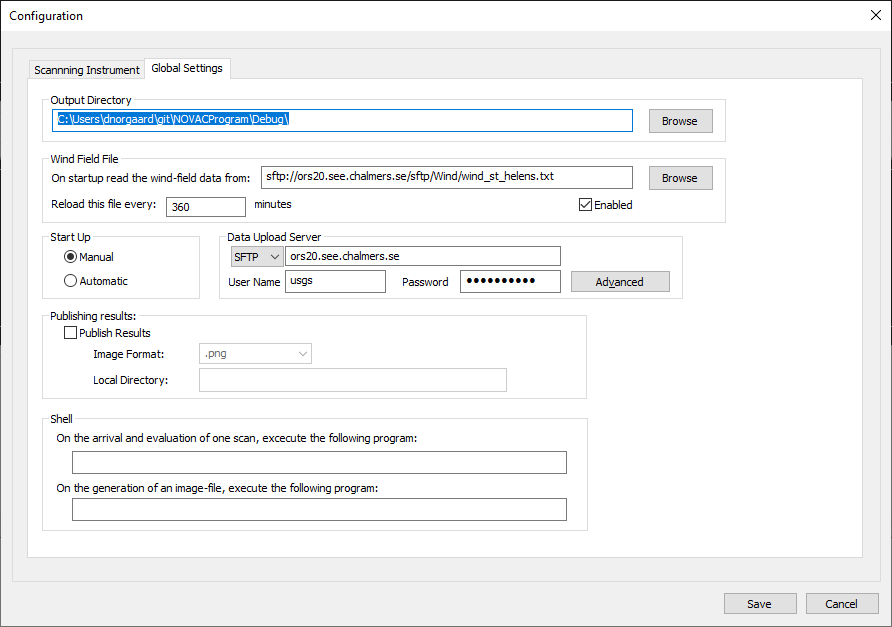 Configuration
Scannning Instrument
Global Settings
Output Directory
C:\Users\dnorgaard\git\NOVACProgram\Debug\
Browse
Wind Field File
On startup read the wind-field data from:
sftp://ors20.see.chalmers.se/sftp/Wind/wind_st_helens.txt
Browse
Reload this file every:
360
minutes
Enabled
Start Up
Manual
Automatic
Data Upload Server
SFTP
ors20.see.chalmers.se
User Name
usgs
Password
●●●●●●●●●●
Advanced
Publishing results:
Publish Results
Image Format:
.png
Local Directory:
Shell
On the arrival and evaluation of one scan, excecute the following program:
On the generation of an image-file, execute the following program:
Save
Cancel